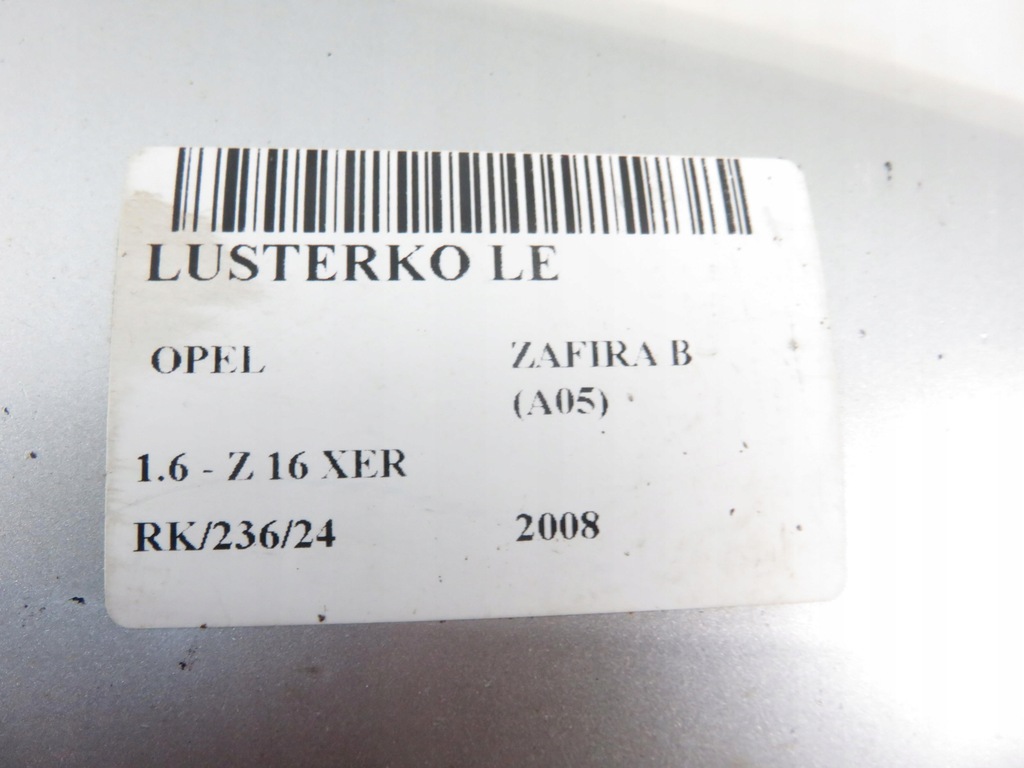 LUSTERKO LE
OPEL ZAFIRA B
(A05)
1.6 - Z 16 XER
RK/236/24 2008